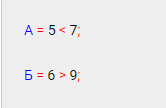 А = 5 < 7;
Б = 6 > 9;